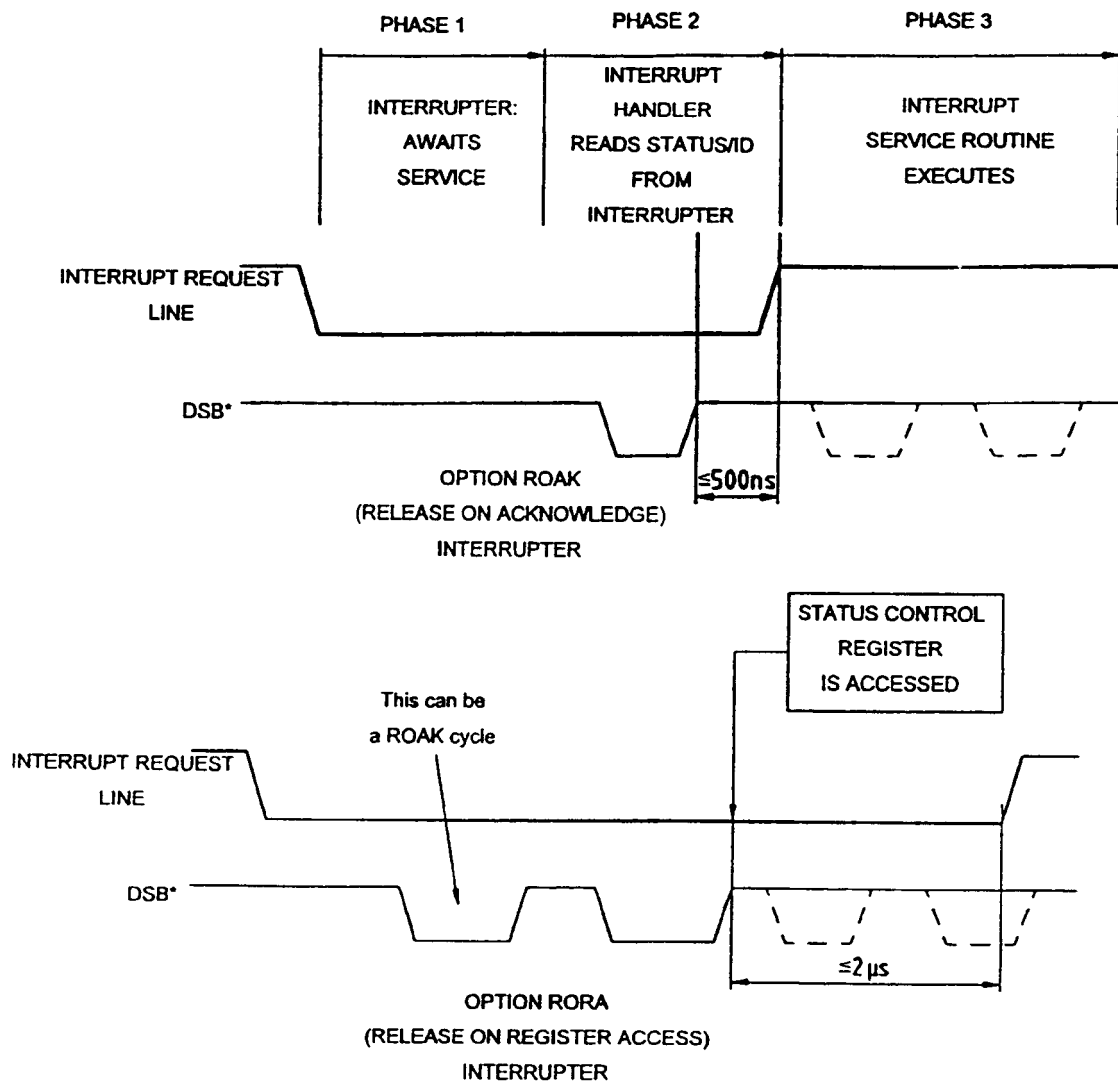 PHASE 1
PHASE 2
PHASE 3
INTERRUPTER:
AWAITS
SERVICE
INTERRUPT
HANDLER
READS STATUS/ID
FROM
INTERRUPTER
INTERRUPT
SERVICE ROUTINE
EXECUTES
INTERRUPT REQUEST
LINE
DSB*
≤500ns
OPTION ROAK
(RELEASE ON ACKNOWLEDGE)
INTERRUPTER
STATUS CONTROL
REGISTER
IS ACCESSED
This can be
a ROAK cycle
INTERRUPT REQUEST
LINE
DSB*
≤2 µs
OPTION RORA
(RELEASE ON REGISTER ACCESS)
INTERRUPTER